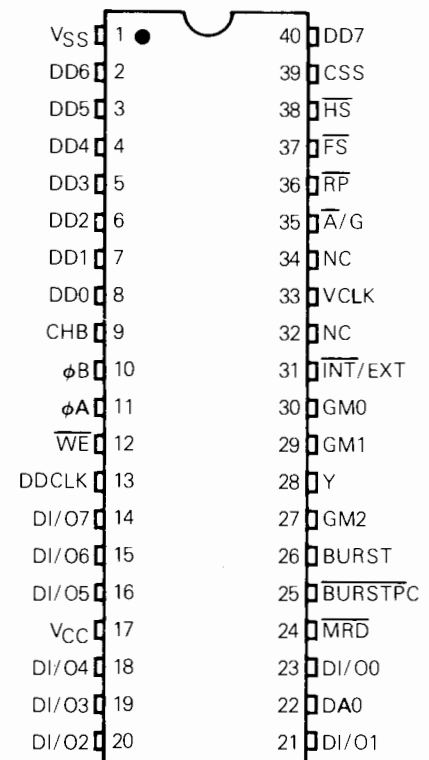 VSS 1 40 DD7
DD6 2 39 CSS
DD5 3 38 HS
DD4 4 37 FS
DD3 5 36 RP
DD2 6 35 A/G
DD1 7 34 NC
DD0 8 33 VCLK
CHB 9 32 NC
ϕB 10 31 INT/EXT
ϕA 11 30 GM0
WE 12 29 GM1
DDCLK 13 28 Y
DI/O7 14 27 GM2
DI/O6 15 26 BURST
DI/O5 16 25 BURSTPC
VCC 17 24 MRD
DI/O4 18 23 DI/O0
DI/O3 19 22 DA0
DI/O2 20 21 DI/O1